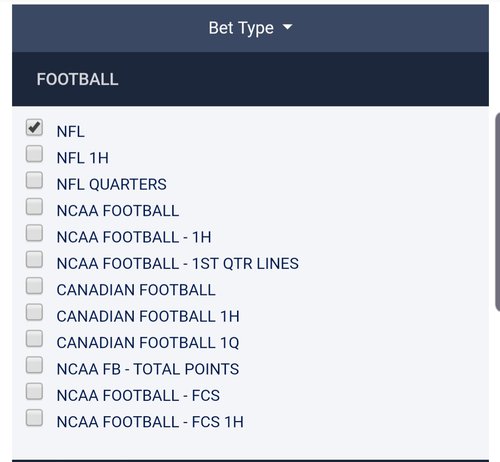 Bet Type
FOOTBALL
NFL
NFL 1H
NFL QUARTERS
NCAA FOOTBALL
NCAA FOOTBALL - 1H
NCAA FOOTBALL - 1ST QTR LINES
CANADIAN FOOTBALL
CANADIAN FOOTBALL 1H
CANADIAN FOOTBALL 1Q
NCAA FB - TOTAL POINTS
NCAA FOOTBALL - FCS
NCAA FOOTBALL - FCS 1H